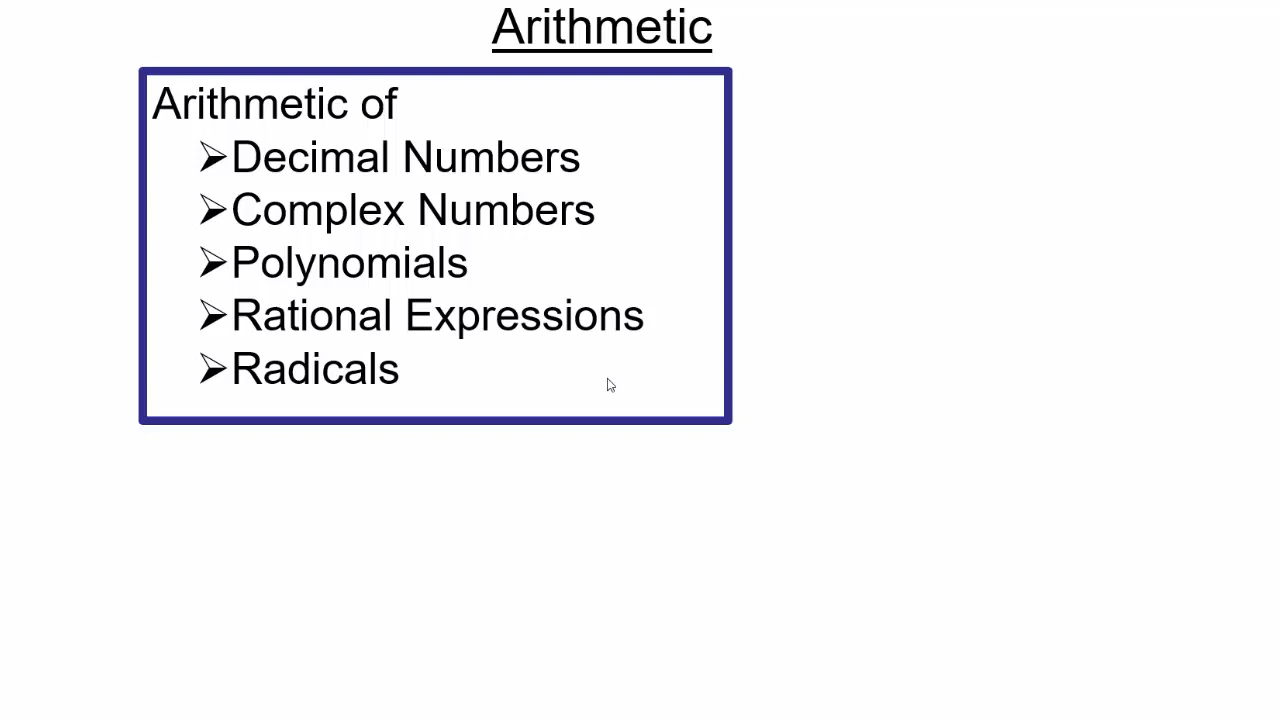 Arithmetic
Arithmetic of
➢Decimal Numbers
➢Complex Numbers
➢Polynomials
➢Rational Expressions
➢Radicals